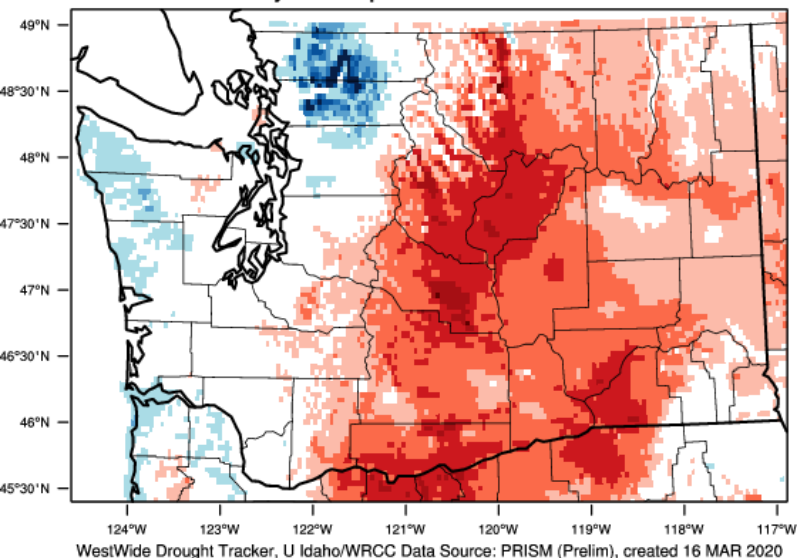 49°N
48°30'N
48°N
47°30'N
47°N
46°30'N
46°N
45°30'N
124°W 123°W 122°W 121°W 120°W 119°W 118°W 117°W
WestWide Drought Tracker, U Idaho/WRCC Data Source: PRISM (Prelim), created 16 MAR 2020